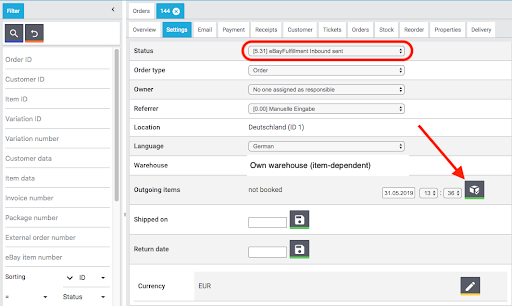 Filter
Order ID
Customer ID
Item ID
Variation ID
Variation number
Customer data
Item data
Invoice number
Package number
External order number
eBay item number
Sorting ID
» Status
Orders 144
Overview Settings Email Payment Receipts Customer Tickets Orders Stock Reorder Properties Delivery
Status [5.31] eBayFulfillment Inbound sent
Order type Order
Owner No one assigned as responsible
Referrer [0.00] Manuelle Eingabe
Location Deutschland (ID 1)
Language German
Warehouse Own warehouse (item-dependent)
Outgoing items not booked 31.05.2019 13 : 36
Shipped on
Return date
Currency EUR